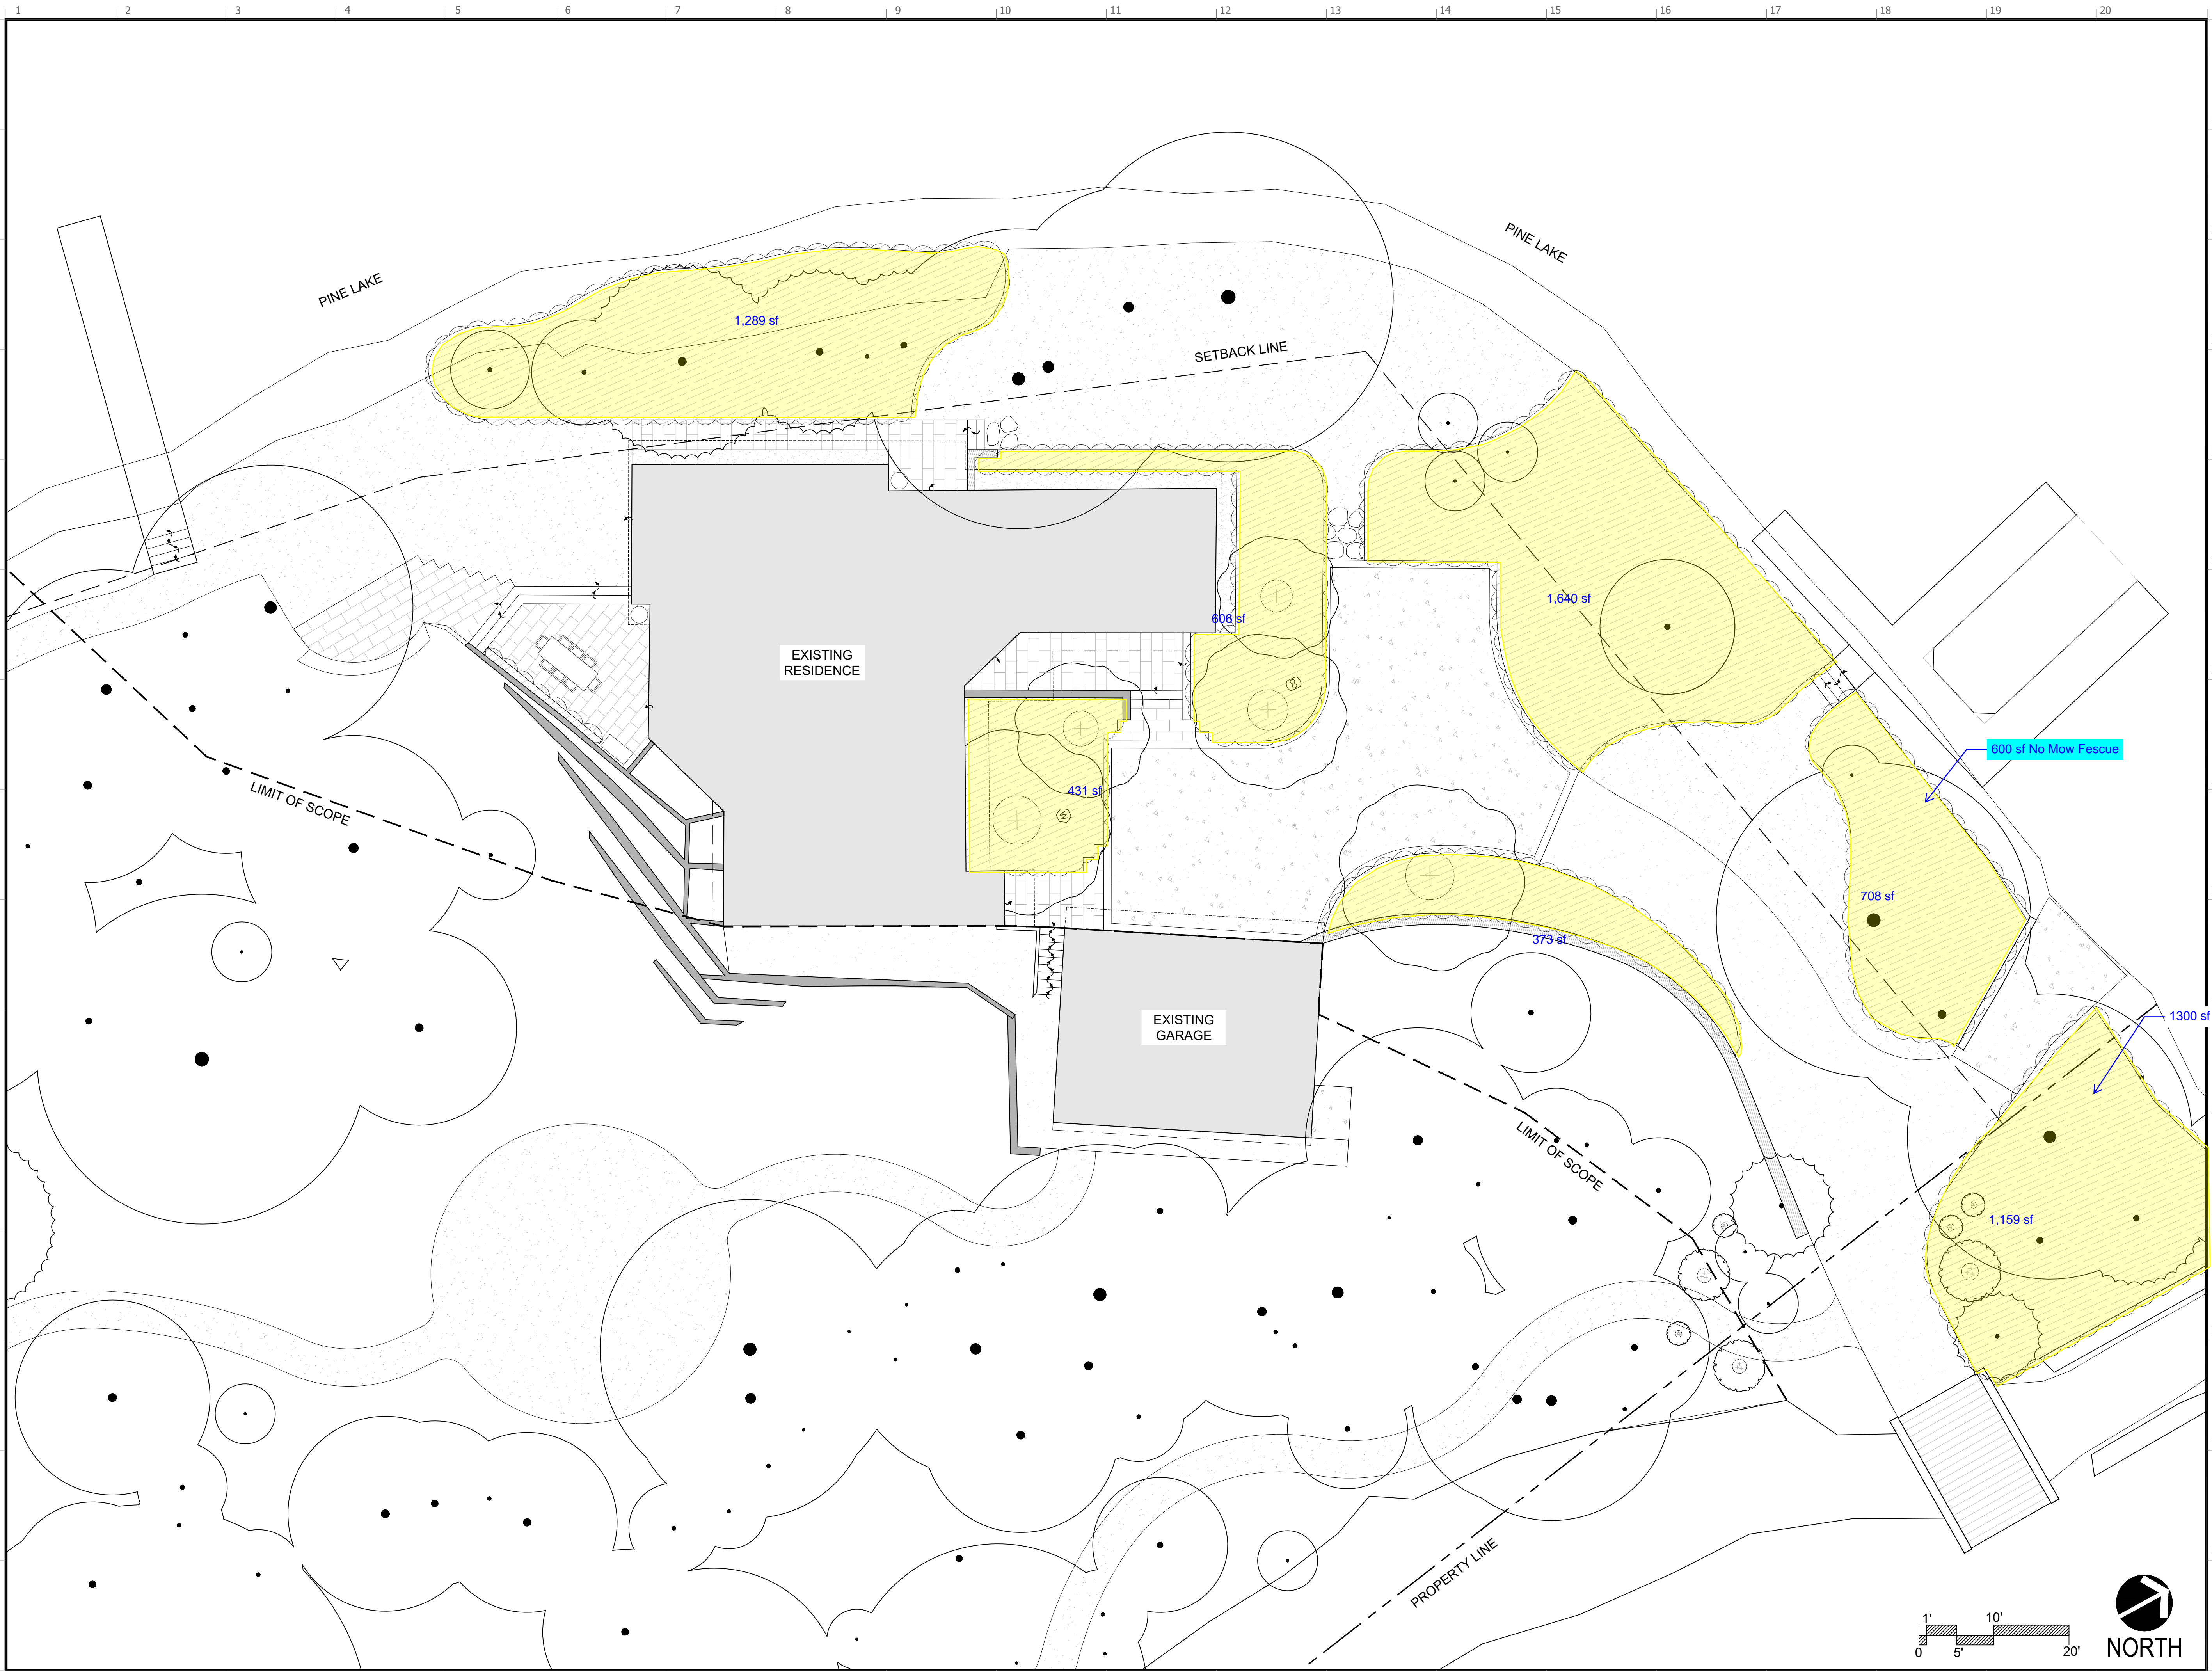 1 2 3 4 5 6 7 8 9 10 11 12 13 14 15 16 17 18 19 20
PINE LAKE
PINE LAKE
1,289 sf
SETBACK LINE
1,640 sf
606 sf
EXISTING
RESIDENCE
600 sf No Mow Fescue
431 sf
LIMIT OF SCOPE
708 sf
373 sf
1300 sf
EXISTING
GARAGE
LIMIT OF SCOPE
1,159 sf
PROPERTY LINE
1' 10'
0 5' 20'
NORTH